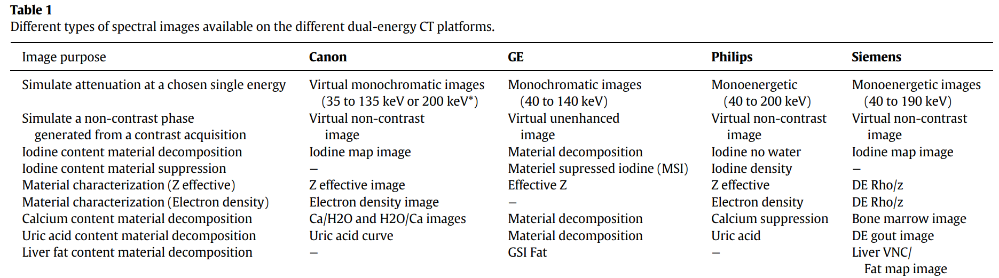 Table 1
Different types of spectral images available on the different dual-energy CT platforms.
Image purpose Canon GE Philips Siemens
Simulate attenuation at a chosen single energy Virtual monochromatic images Monochromatic images Monoenergetic Monoenergetic images
(35 to 135 keV or 200 keV*) (40 to 140 keV) (40 to 200 keV) (40 to 190 keV)
Simulate a non-contrast phase Virtual non-contrast Virtual unenhanced Virtual non-contrast Virtual non-contrast
generated from a contrast acquisition image image image image
Iodine content material decomposition Iodine map image Material decomposition Iodine no water Iodine map image
Iodine content material suppression – Materiel supressed iodine (MSI) Iodine density –
Material characterization (Z effective) Z effective image Effective Z Z effective DE Rho/z
Material characterization (Electron density) Electron density image – Electron density DE Rho/z
Calcium content material decomposition Ca/H2O and H2O/Ca images Material decomposition Calcium suppression Bone marrow image
Uric acid content material decomposition Uric acid curve Material decomposition Uric acid DE gout image
Liver fat content material decomposition – GSI Fat – Liver VNC/
Fat map image